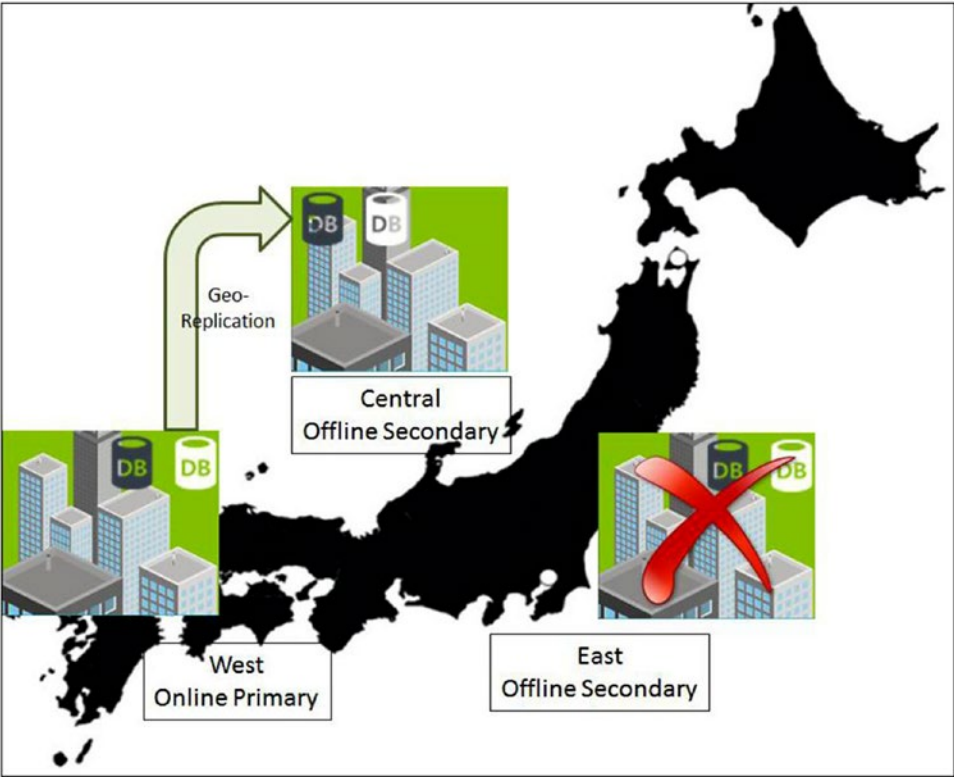 DB DB
Geo-
Replication
Central
Offline Secondary
DB DB
DB DB
West
Online Primary
East
Offline Secondary